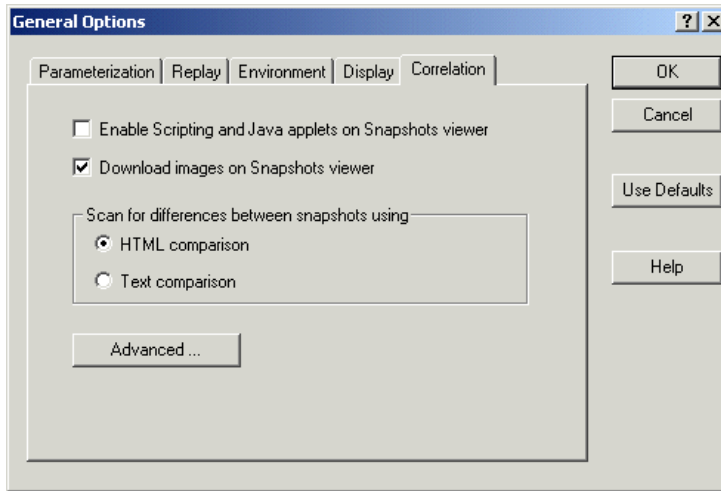 General Options
Parameterization Replay Environment Display Correlation
Enable Scripting and Java applets on Snapshots viewer
Download images on Snapshots viewer
Scan for differences between snapshots using
HTML comparison
Text comparison
Advanced ...
OK
Cancel
Use Defaults
Help